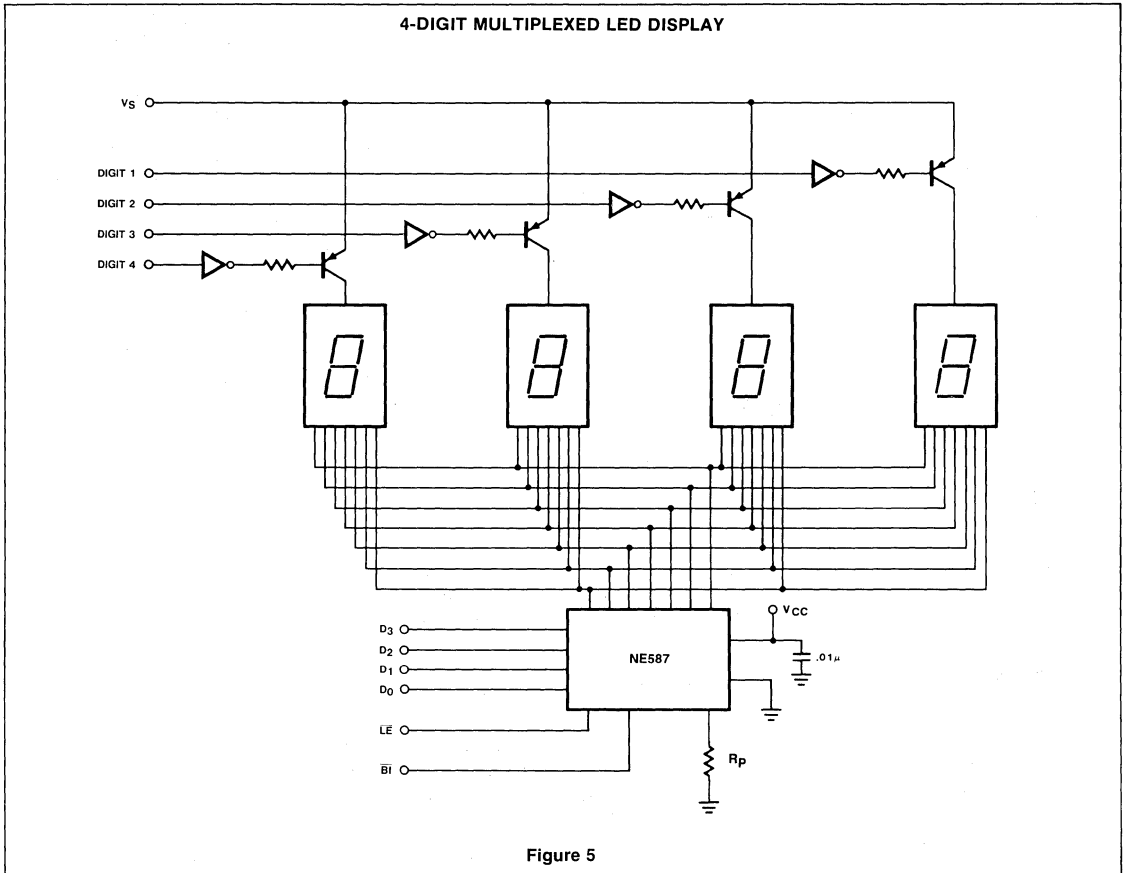 4-DIGIT MULTIPLEXED LED DISPLAY
VS
DIGIT 1
DIGIT 2
DIGIT 3
DIGIT 4
VCC
D3
D2
D1
D0
NE587
.01µ
LE
BI
RP
Figure 5